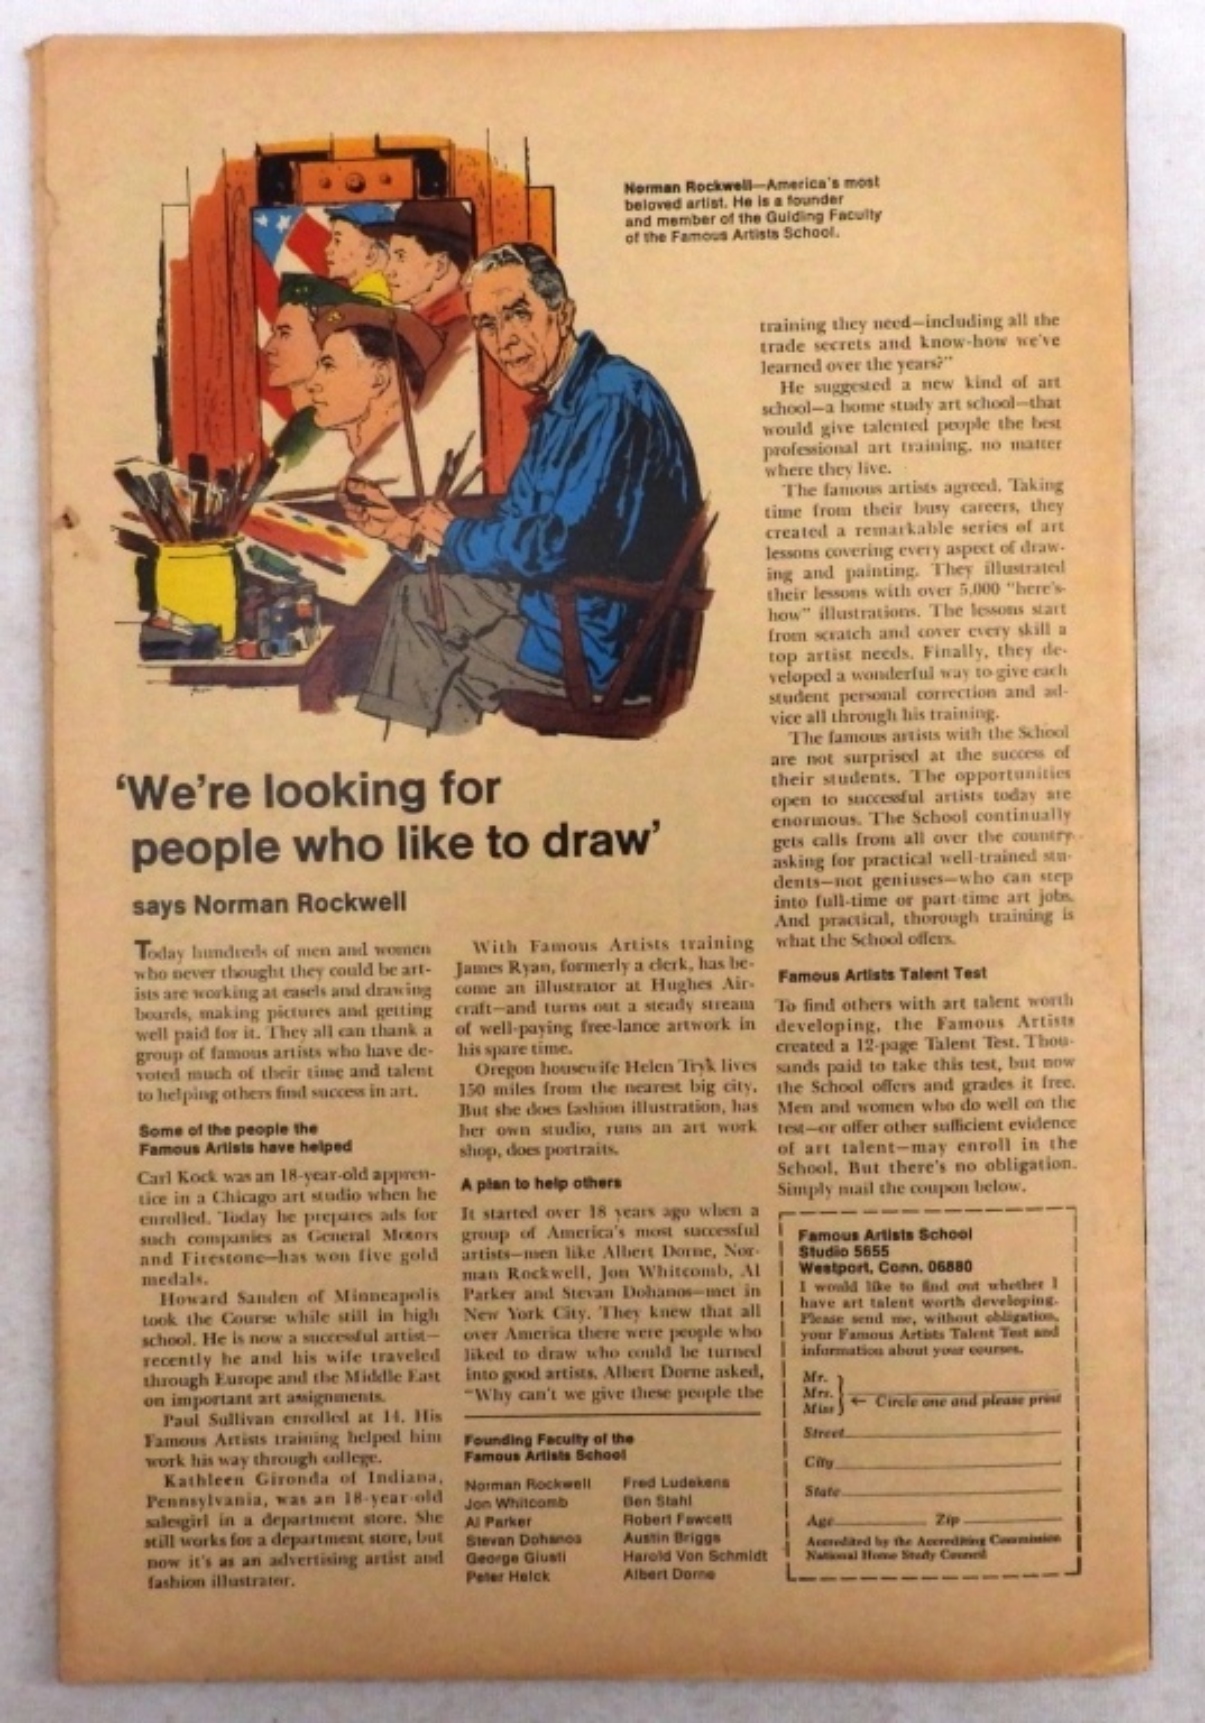 Norman Rockwell—America's most
beloved artist. He is a founder
and member of the Guiding Faculty
of the Famous Artists School.
'We're looking for
people who like to draw'
says Norman Rockwell
Today hundreds of men and women
who never thought they could be art-
ists are working at easels and drawing
boards, making pictures and getting
well paid for it. They all can thank a
group of famous artists who have de-
voted much of their time and talent
to helping others find success in art.
Some of the people the
Famous Artists have helped
Carl Kock was an 18-year-old appren-
tice in a Chicago art studio when he
enrolled. Today he prepares ads for
such companies as General Motors
and Firestone—has won five gold
medals.
Howard Sanden of Minneapolis
took the Course while still in high
school. He is now a successful artist—
recently he and his wife traveled
through Europe and the Middle East
on important art assignments.
Paul Sullivan enrolled at 14. His
Famous Artists training helped him
work his way through college.
Kathleen Gironda of Indiana,
Pennsylvania, was an 18-year-old
salesgirl in a department store. She
still works for a department store, but
now it's as an advertising artist and
fashion illustrator.
With Famous Artists training
James Ryan, formerly a clerk, has be-
come an illustrator at Hughes Air-
craft—and turns out a steady stream
of well-paying free-lance artwork in
his spare time.
Oregon housewife Helen Tryk lives
150 miles from the nearest big city.
But she does fashion illustration, has
her own studio, runs an art work
shop, does portraits.
A plan to help others
It started over 18 years ago when a
group of America's most successful
artists—men like Albert Dorne, Nor-
man Rockwell, Jon Whitcomb, Al
Parker and Stevan Dohanos—met in
New York City. They knew that all
over America there were people who
liked to draw who could be turned
into good artists. Albert Dorne asked,
"Why can't we give these people the
Founding Faculty of the
Famous Artists School
Norman Rockwell
Jon Whitcomb
Al Parker
Stevan Dohanos
George Giusti
Peter Helck
Fred Ludekens
Ben Stahl
Robert Fawcett
Austin Briggs
Harold Von Schmidt
Albert Dorne
training they need—including all the
trade secrets and know-how we've
learned over the years?"
He suggested a new kind of art
school—a home study art school—that
would give talented people the best
professional art training, no matter
where they live.
The famous artists agreed. Taking
time from their busy careers, they
created a remarkable series of art
lessons covering every aspect of draw-
ing and painting. They illustrated
their lessons with over 5,000 "here's-
how" illustrations. The lessons start
from scratch and cover every skill a
top artist needs. Finally, they de-
veloped a wonderful way to give each
student personal correction and ad-
vice all through his training.
The famous artists with the School
are not surprised at the success of
their students. The opportunities
open to successful artists today are
enormous. The School continually
gets calls from all over the country
asking for practical well-trained stu-
dents—not geniuses—who can step
into full-time or part-time art jobs.
And practical, thorough training is
what the School offers.
Famous Artists Talent Test
To find others with art talent worth
developing, the Famous Artists
created a 12-page Talent Test. Thou-
sands paid to take this test, but now
the School offers and grades it free.
Men and women who do well on the
test—or offer other sufficient evidence
of art talent—may enroll in the
School. But there's no obligation.
Simply mail the coupon below.
Famous Artists School
Studio 5655
Westport, Conn. 06880
I would like to find out whether I
have art talent worth developing.
Please send me, without obligation,
your Famous Artists Talent Test and
information about your courses.
Mr.
Mrs.
Miss
← Circle one and please print
Street
City
State
Age Zip
Accredited by the Accrediting Commission
National Home Study Council